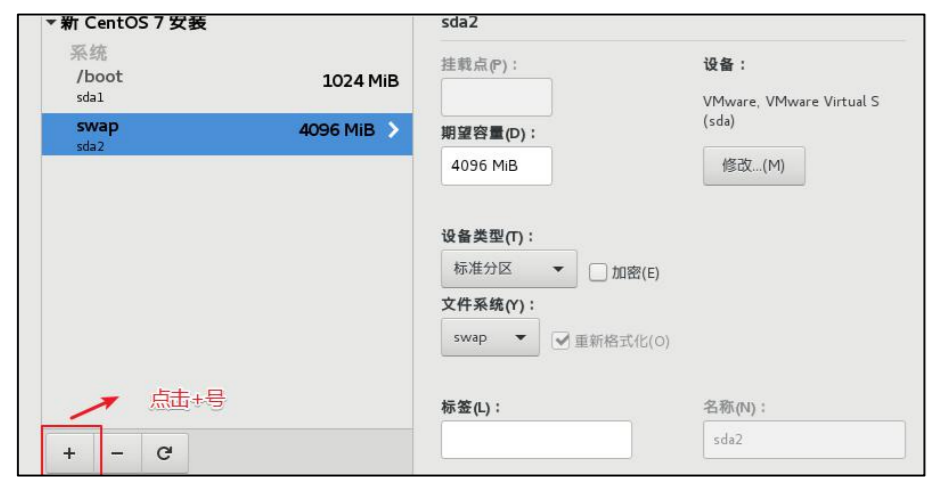 新 CentOS 7 安装
系统
/boot
1024 MiB
sda1
swap
4096 MiB
sda2
点击+号
+ −
sda2
挂载点(P)：
设备：
VMware, VMware Virtual S
(sda)
期望容量(D)：
4096 MiB
修改...(M)
设备类型(T)：
标准分区
加密(E)
文件系统(Y)：
swap
重新格式化(O)
标签(L)：
名称(N)：
sda2